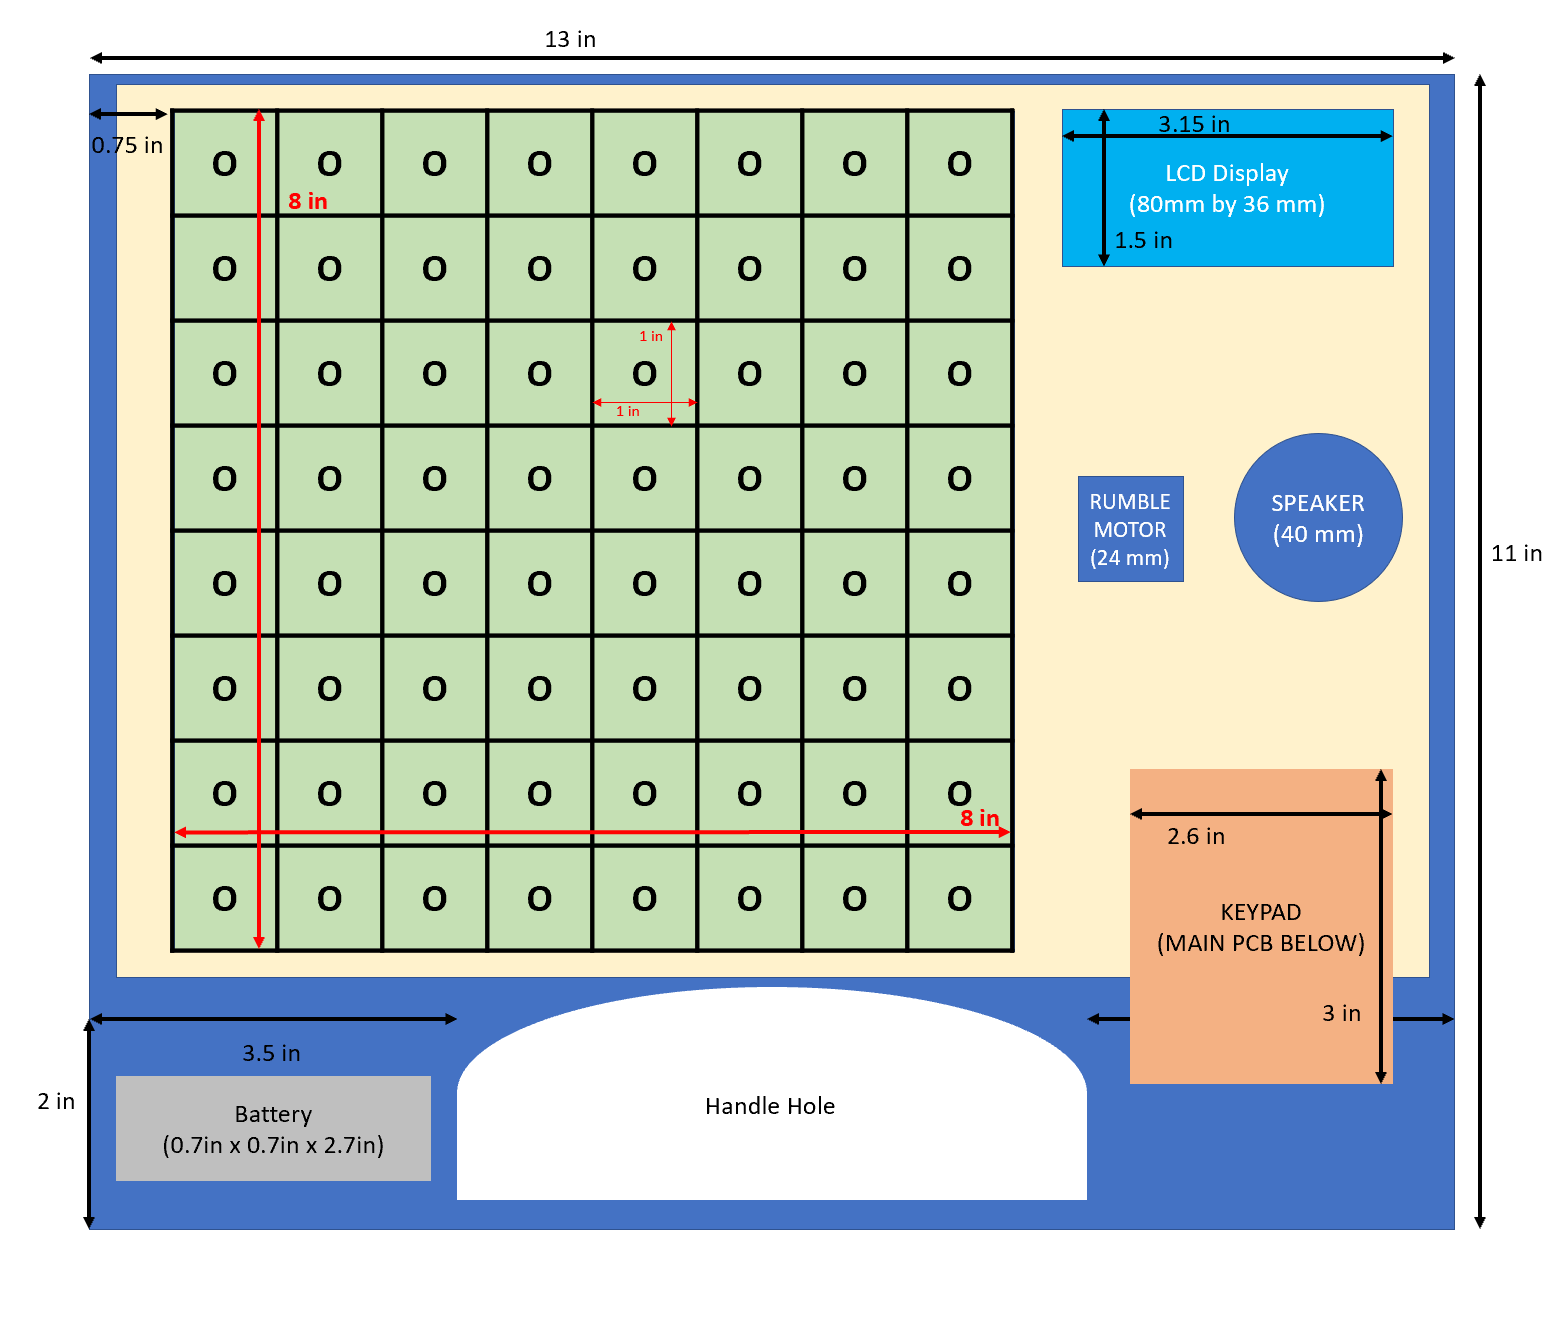 13 in
0.75 in
3.15 in
LCD Display
(80mm by 36 mm)
1.5 in
O O O O O O O O
8 in
O O O O O O O O
1 in
O O O O O O O O
1 in
O O O O O O O O
RUMBLE
MOTOR
(24 mm)
SPEAKER
(40 mm)
11 in
O O O O O O O O
O O O O O O O O
O O O O O O O O
8 in
O O O O O O O O
2.6 in
KEYPAD
(MAIN PCB BELOW)
3 in
3.5 in
2 in
Battery
(0.7in x 0.7in x 2.7in)
Handle Hole